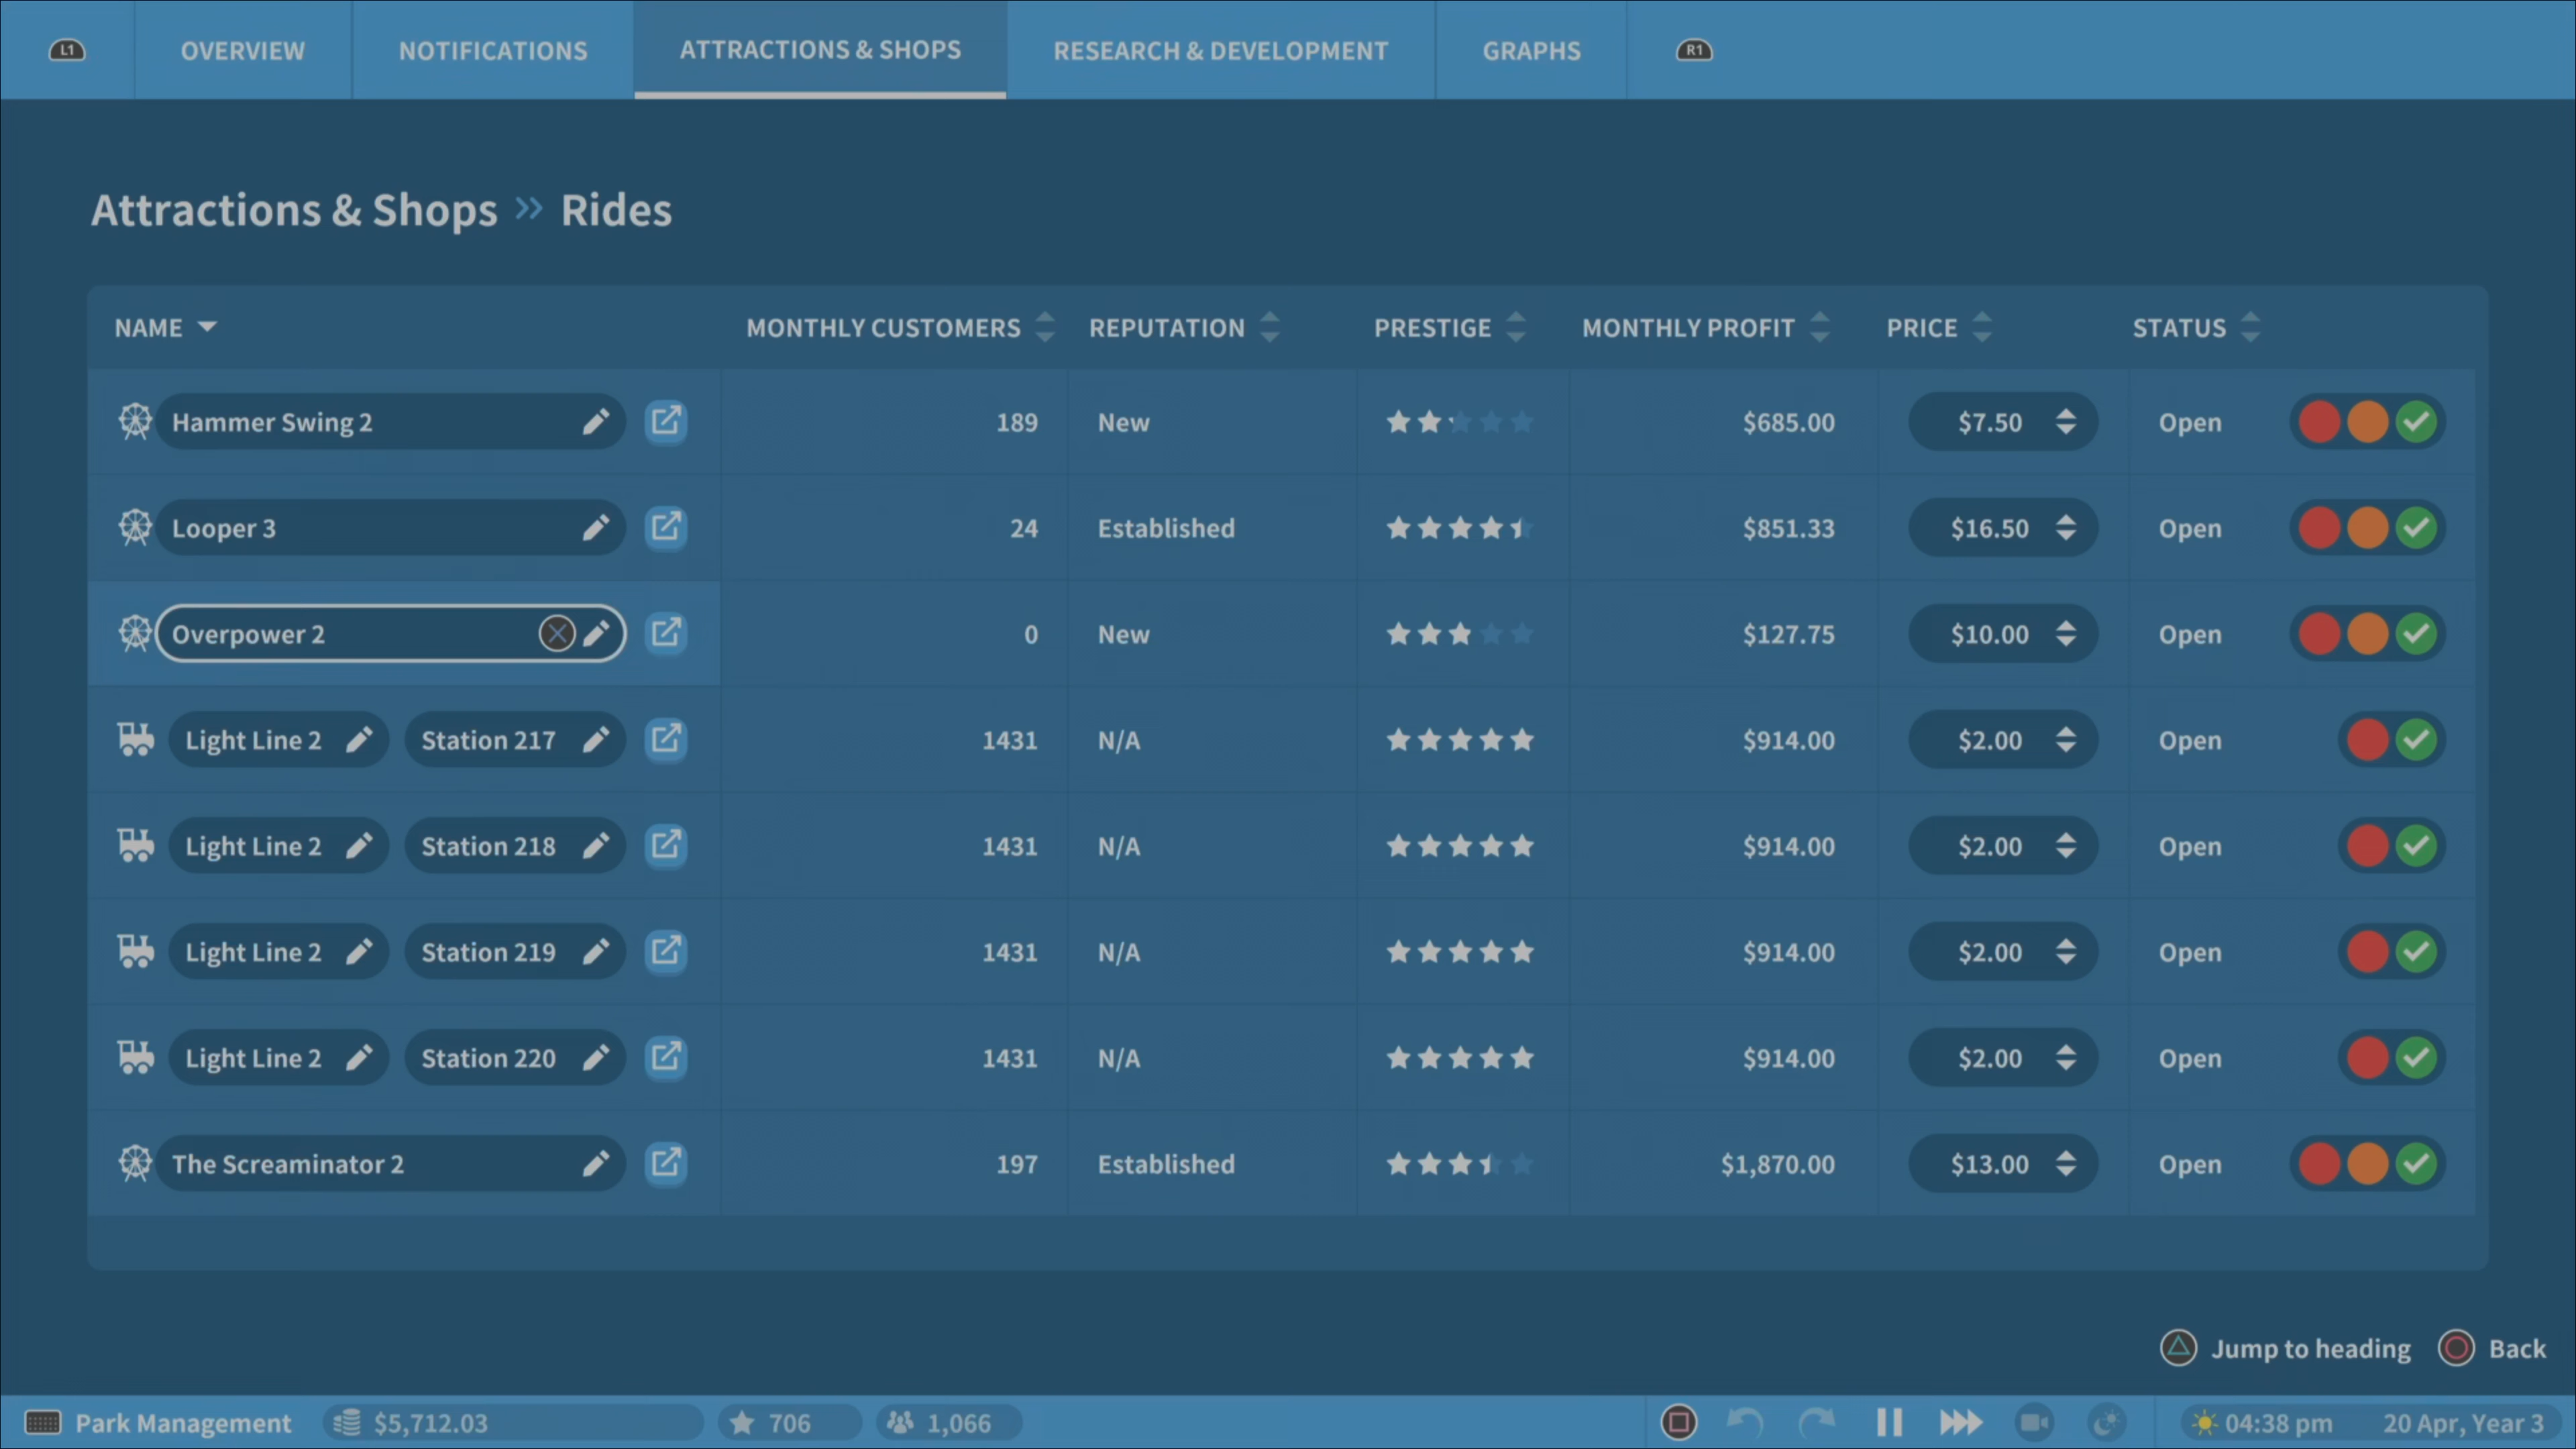 L1 OVERVIEW NOTIFICATIONS ATTRACTIONS & SHOPS RESEARCH & DEVELOPMENT GRAPHS R1
Attractions & Shops » Rides
NAME MONTHLY CUSTOMERS REPUTATION PRESTIGE MONTHLY PROFIT PRICE STATUS
Hammer Swing 2 189 New $685.00 $7.50 Open
Looper 3 24 Established $851.33 $16.50 Open
Overpower 2 0 New $127.75 $10.00 Open
Light Line 2 Station 217 1431 N/A $914.00 $2.00 Open
Light Line 2 Station 218 1431 N/A $914.00 $2.00 Open
Light Line 2 Station 219 1431 N/A $914.00 $2.00 Open
Light Line 2 Station 220 1431 N/A $914.00 $2.00 Open
The Screaminator 2 197 Established $1,870.00 $13.00 Open
Jump to heading Back
Park Management $5,712.03 706 1,066 04:38 pm 20 Apr, Year 3